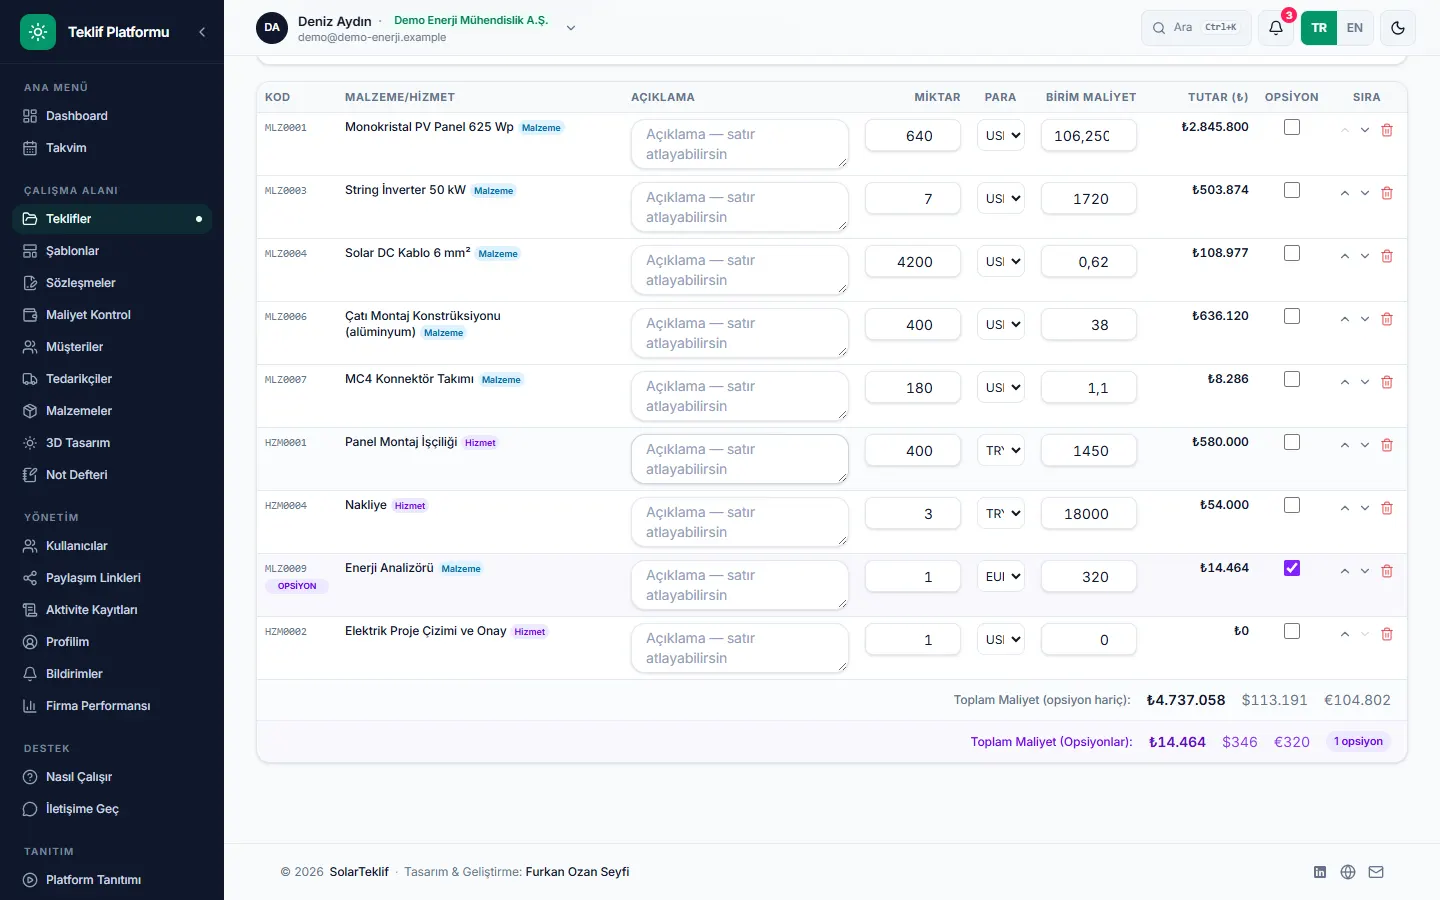 Teklif Platformu
ANA MENÜ
Dashboard
Takvim
ÇALIŞMA ALANI
Teklifler
Şablonlar
Sözleşmeler
Maliyet Kontrol
Müşteriler
Tedarikçiler
Malzemeler
3D Tasarım
Not Defteri
YÖNETİM
Kullanıcılar
Paylaşım Linkleri
Aktivite Kayıtları
Profilim
Bildirimler
Firma Performansı
DESTEK
Nasıl Çalışır
İletişime Geç
TANITIM
Platform Tanıtımı
DA
Deniz Aydın · Demo Enerji Mühendislik A.Ş.
demo@demo-enerji.example
Ara Ctrl+K
3
TR EN
KOD MALZEME/HİZMET AÇIKLAMA MİKTAR PARA BİRİM MALİYET TUTAR (₺) OPSİYON SIRA
MLZ0001 Monokristal PV Panel 625 Wp Malzeme Açıklama — satır 640 USI 106,250 ₺2.845.800
atlayabilirsin
MLZ0003 String İnverter 50 kW Malzeme Açıklama — satır 7 USI 1720 ₺503.874
atlayabilirsin
MLZ0004 Solar DC Kablo 6 mm² Malzeme Açıklama — satır 4200 USI 0,62 ₺108.977
atlayabilirsin
MLZ0006 Çatı Montaj Konstrüksiyonu Açıklama — satır 400 USI 38 ₺636.120
(alüminyum) Malzeme atlayabilirsin
MLZ0007 MC4 Konnektör Takımı Malzeme Açıklama — satır 180 USI 1,1 ₺8.286
atlayabilirsin
HZM0001 Panel Montaj İşçiliği Hizmet Açıklama — satır 400 TRY 1450 ₺580.000
atlayabilirsin
HZM0004 Nakliye Hizmet Açıklama — satır 3 TRY 18000 ₺54.000
atlayabilirsin
MLZ0009 Enerji Analizörü Malzeme Açıklama — satır 1 EUI 320 ₺14.464
OPSİYON atlayabilirsin
HZM0002 Elektrik Proje Çizimi ve Onay Hizmet Açıklama — satır 1 USI 0 ₺0
atlayabilirsin
Toplam Maliyet (opsiyon hariç): ₺4.737.058 $113.191 €104.802
Toplam Maliyet (Opsiyonlar): ₺14.464 $346 €320 1 opsiyon
© 2026 SolarTeklif · Tasarım & Geliştirme: Furkan Ozan Seyfi